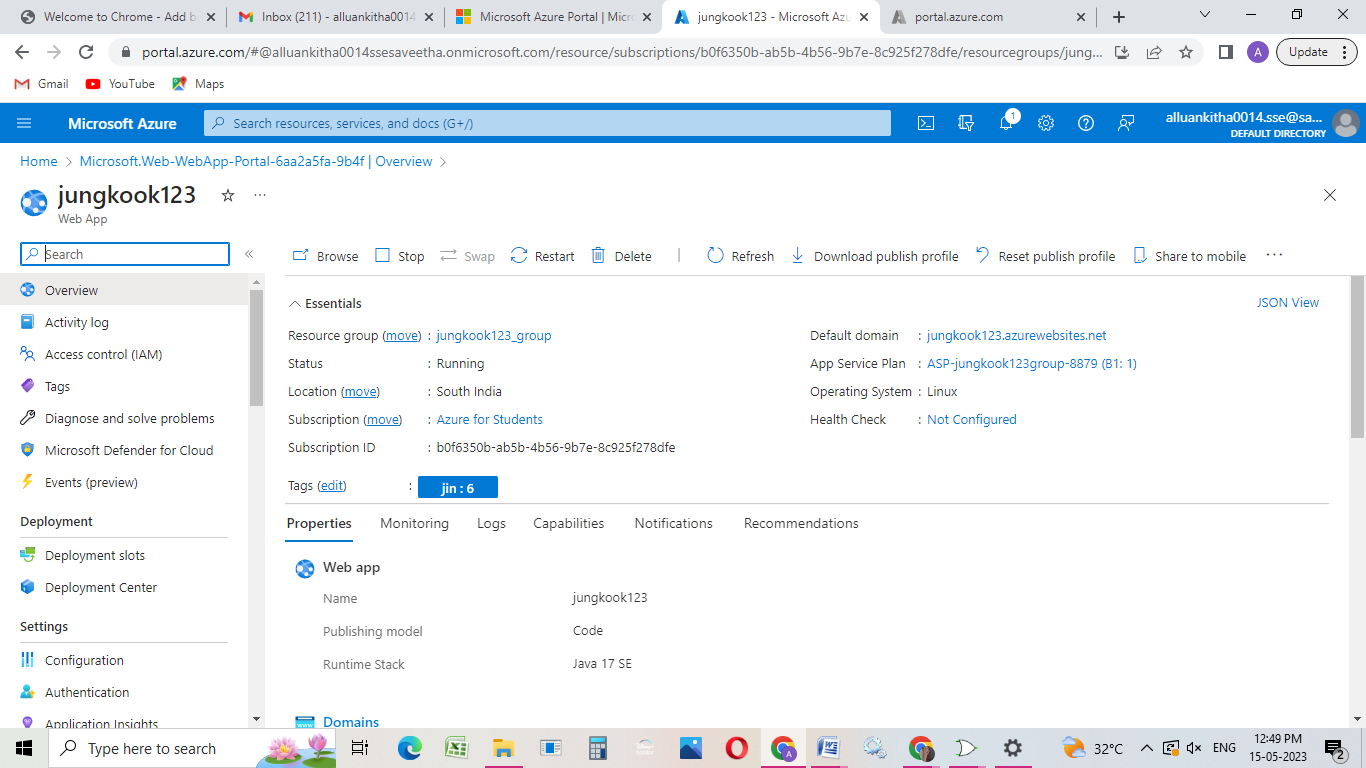 Welcome to Chrome - Add b
Inbox (211) - alluankitha0014
Microsoft Azure Portal | Micro
jungkook123 - Microsoft Azu
portal.azure.com
portal.azure.com/#@alluankitha0014ssesaveetha.onmicrosoft.com/resource/subscriptions/b0f6350b-ab5b-4b56-9b7e-8c925f278dfe/resourcegroups/jung...
A
Update
Gmail
YouTube
Maps
Microsoft Azure
Search resources, services, and docs (G+/)
1
alluankitha0014.sse@sa...
DEFAULT DIRECTORY
Home > Microsoft.Web-WebApp-Portal-6aa2a5fa-9b4f | Overview >
jungkook123
Web App
Search
Overview
Activity log
Access control (IAM)
Tags
Diagnose and solve problems
Microsoft Defender for Cloud
Events (preview)
Deployment
Deployment slots
Deployment Center
Settings
Configuration
Authentication
Application Insights
Browse
Stop
Swap
Restart
Delete
Refresh
Download publish profile
Reset publish profile
Share to mobile
Essentials
JSON View
Resource group (move) : jungkook123_group
Status : Running
Location (move) : South India
Subscription (move) : Azure for Students
Subscription ID : b0f6350b-ab5b-4b56-9b7e-8c925f278dfe
Default domain : jungkook123.azurewebsites.net
App Service Plan : ASP-jungkook123group-8879 (B1: 1)
Operating System : Linux
Health Check : Not Configured
Tags (edit) : jin : 6
Properties
Monitoring
Logs
Capabilities
Notifications
Recommendations
Web app
Name jungkook123
Publishing model Code
Runtime Stack Java 17 SE
Domains
Type here to search
A
32°C
ENG
12:49 PM
15-05-2023
2